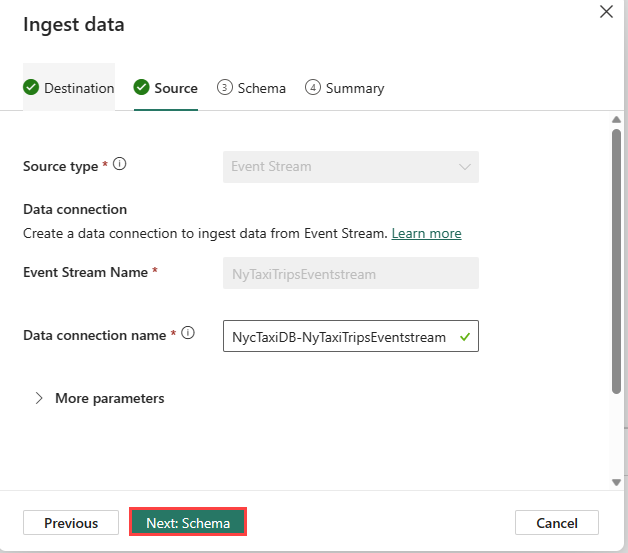 Ingest data
Destination
Source
3 Schema
4 Summary
Source type *
Event Stream
Data connection
Create a data connection to ingest data from Event Stream. Learn more
Event Stream Name *
NyTaxiTripsEventstream
Data connection name *
NycTaxiDB-NyTaxiTripsEventstream
More parameters
Previous
Next: Schema
Cancel